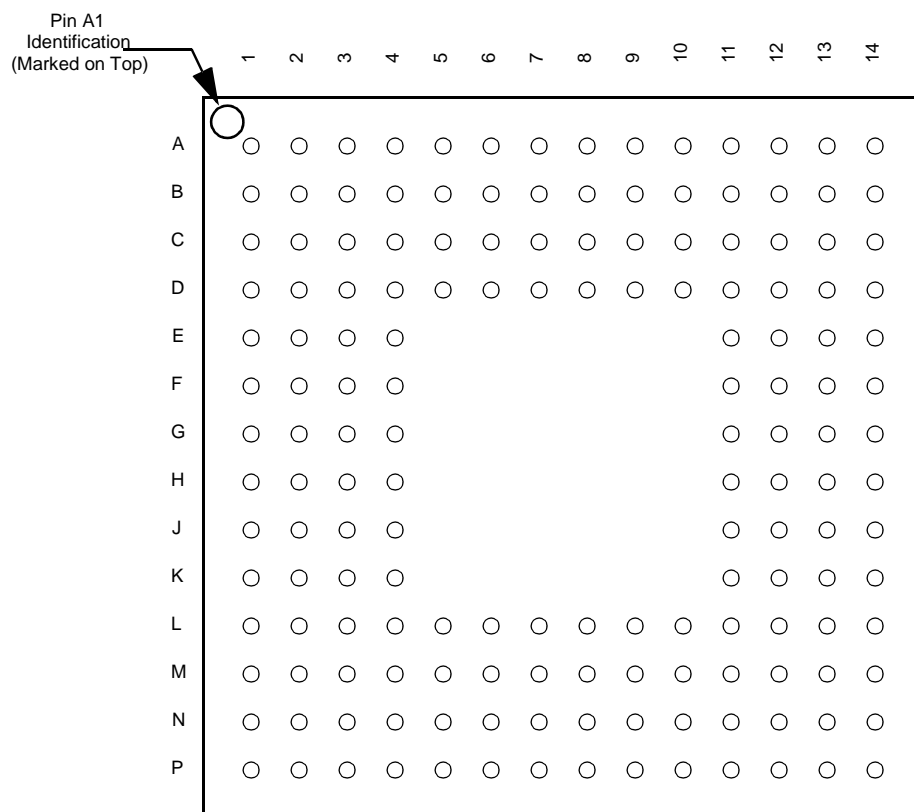 Pin A1
Identification
(Marked on Top)
1 2 3 4 5 6 7 8 9 10 11 12 13 14
A
B
C
D
E
F
G
H
J
K
L
M
N
P